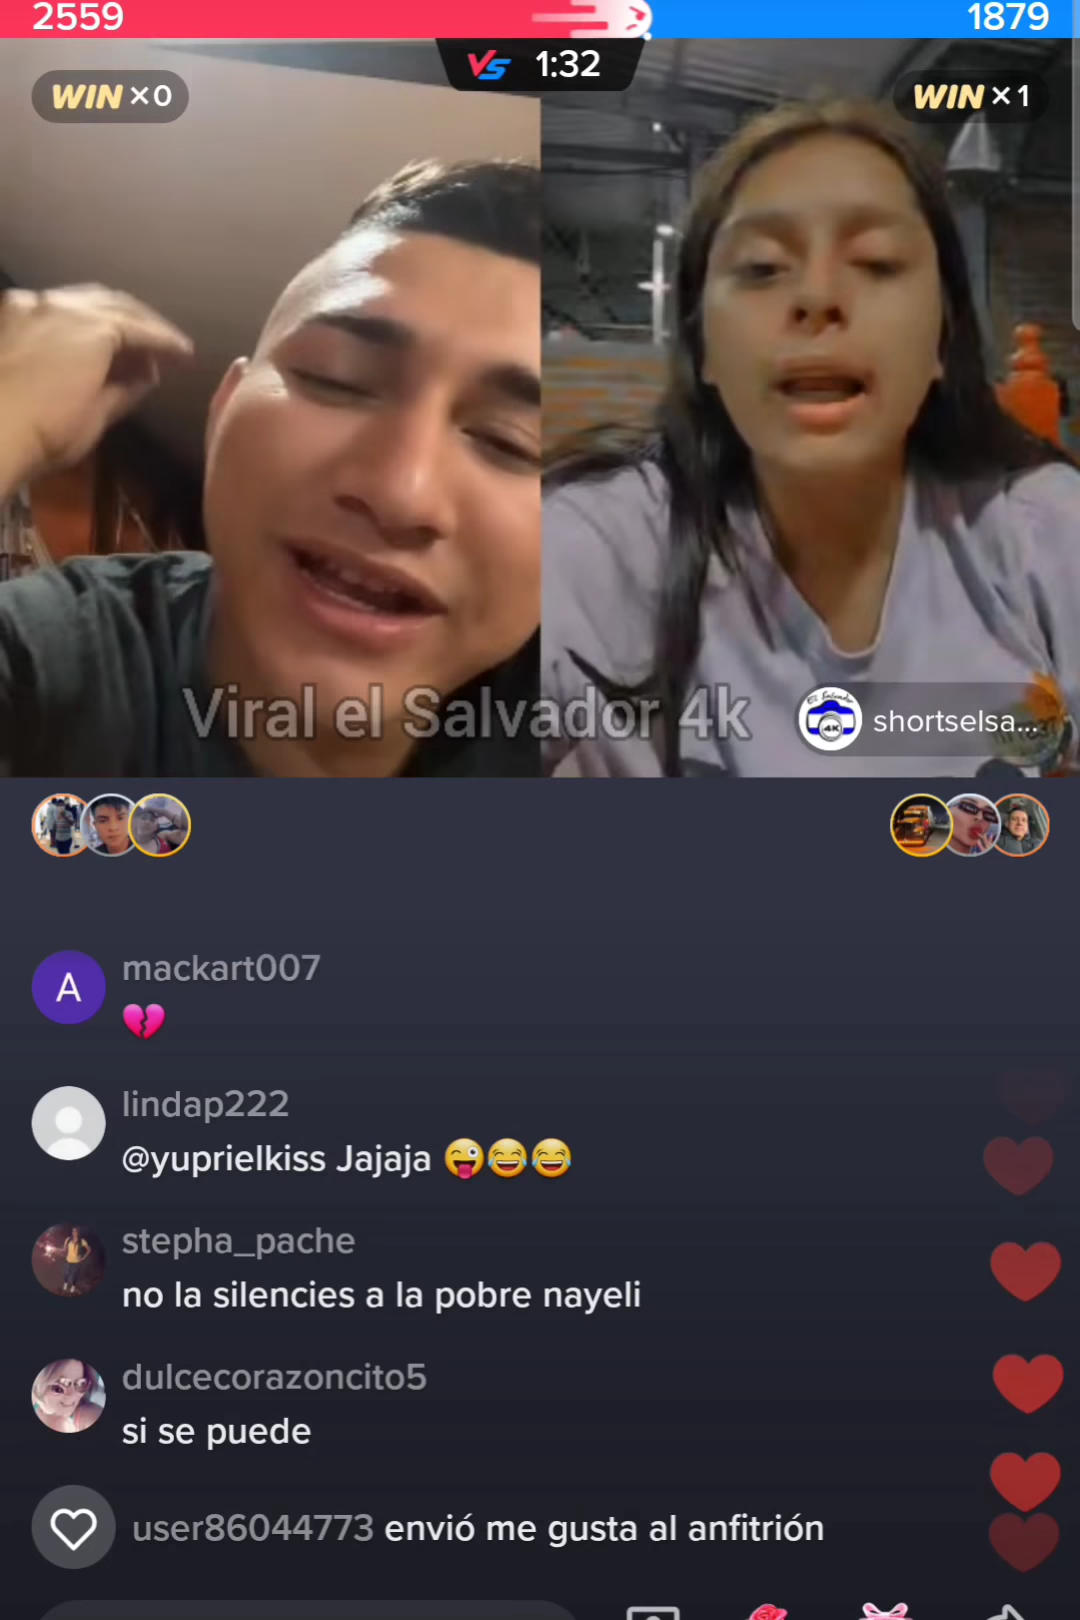 2559
1879
VS 1:32
WIN ×0
WIN ×1
Viral el Salvador 4k
shortselsa...
mackart007
💔
lindap222
@yuprielkiss Jajaja 😜😂😂
stepha_pache
no la silencies a la pobre nayeli
dulcecorazoncito5
si se puede
user86044773 envió me gusta al anfitrión
A